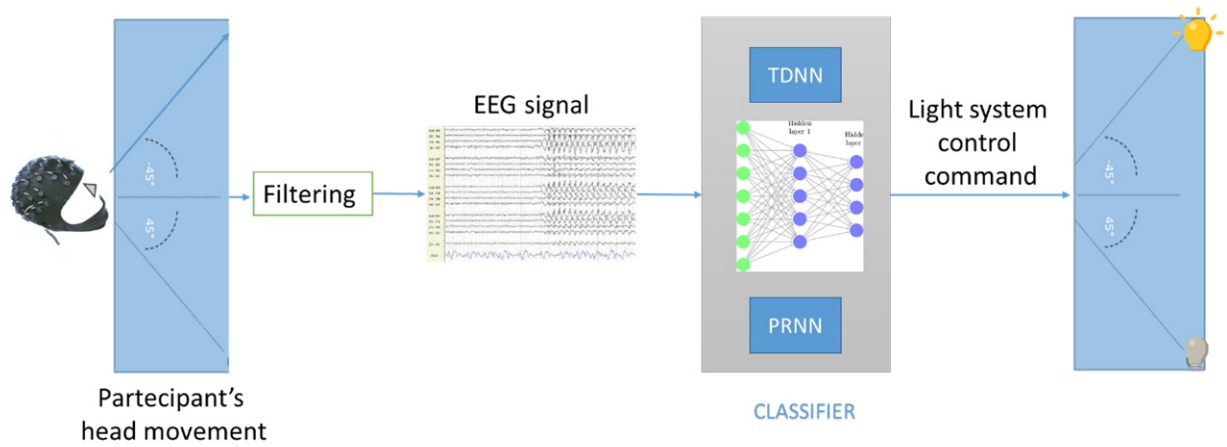 -45°
45°
Partecipant's
head movement
Filtering
EEG signal
TDNN
Hidden
layer 1
Hidde
layer
PRNN
CLASSIFIER
Light system
control
command
-45°
45°